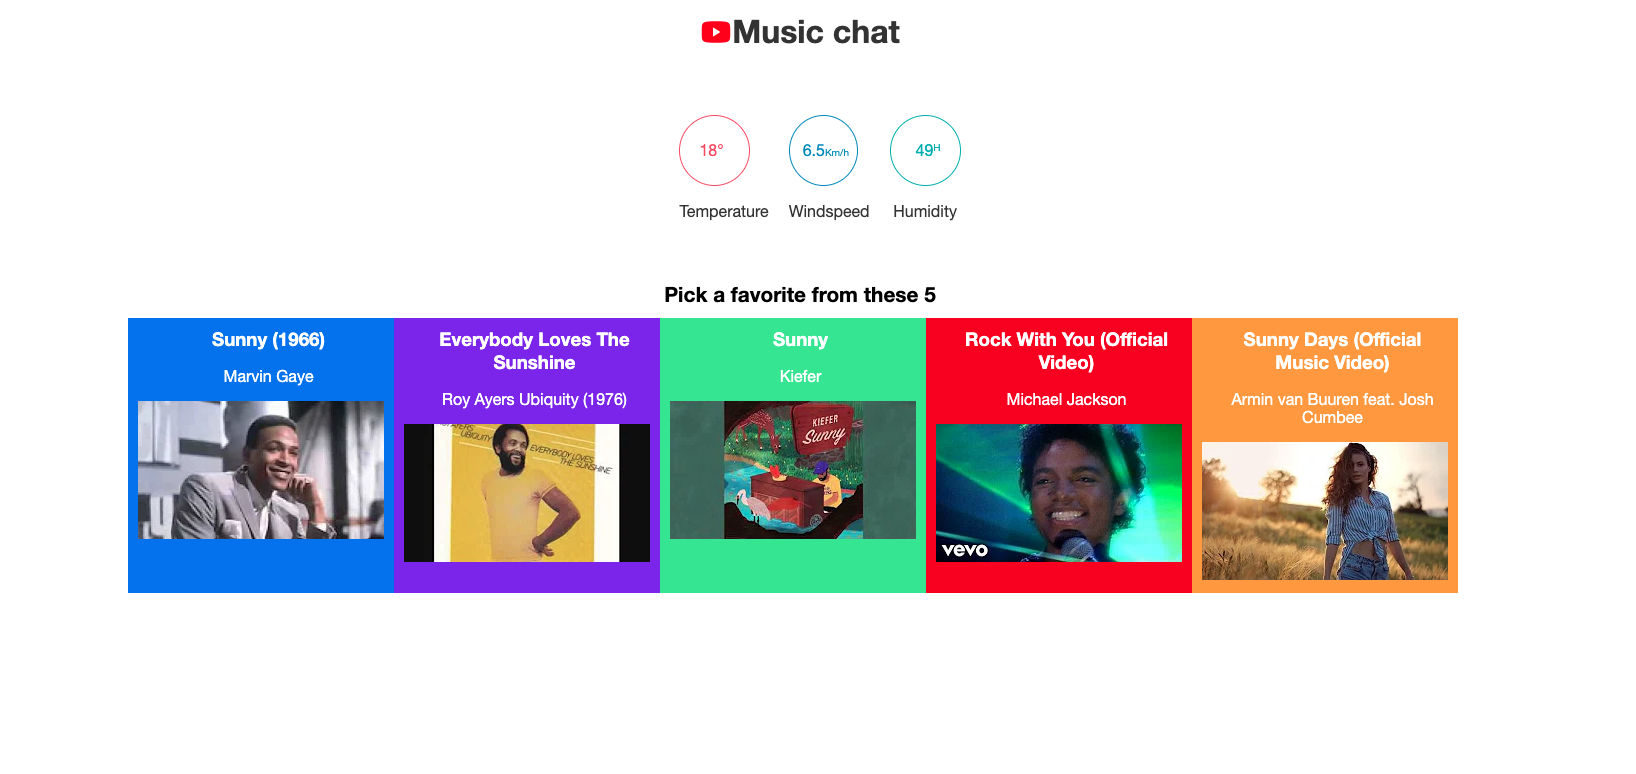 Music chat
18°
6.5Km/h
49H
Temperature
Windspeed
Humidity
Pick a favorite from these 5
Sunny (1966)
Marvin Gaye
Everybody Loves The
Sunshine
Roy Ayers Ubiquity (1976)
UBIQUITY
EVERYBODY LOVES
THE SUNSHINE
Sunny
Kiefer
KIEFER
Sunny
Rock With You (Official
Video)
Michael Jackson
vevo
Sunny Days (Official
Music Video)
Armin van Buuren feat. Josh
Cumbee